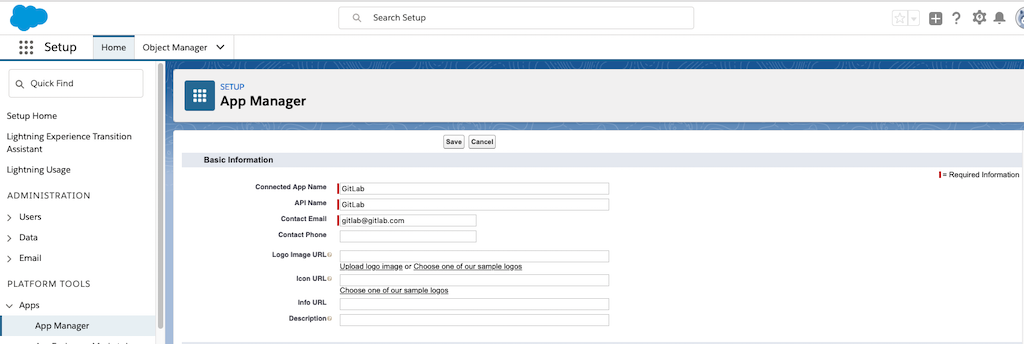 Search Setup
Setup
Home
Object Manager
Quick Find
Setup Home
Lightning Experience Transition
Assistant
Lightning Usage
ADMINISTRATION
Users
Data
Email
PLATFORM TOOLS
Apps
App Manager
SETUP
App Manager
Save Cancel
Basic Information
= Required Information
Connected App Name GitLab
API Name GitLab
Contact Email gitlab@gitlab.com
Contact Phone
Logo Image URL
Upload logo image or Choose one of our sample logos
Icon URL
Choose one of our sample logos
Info URL
Description